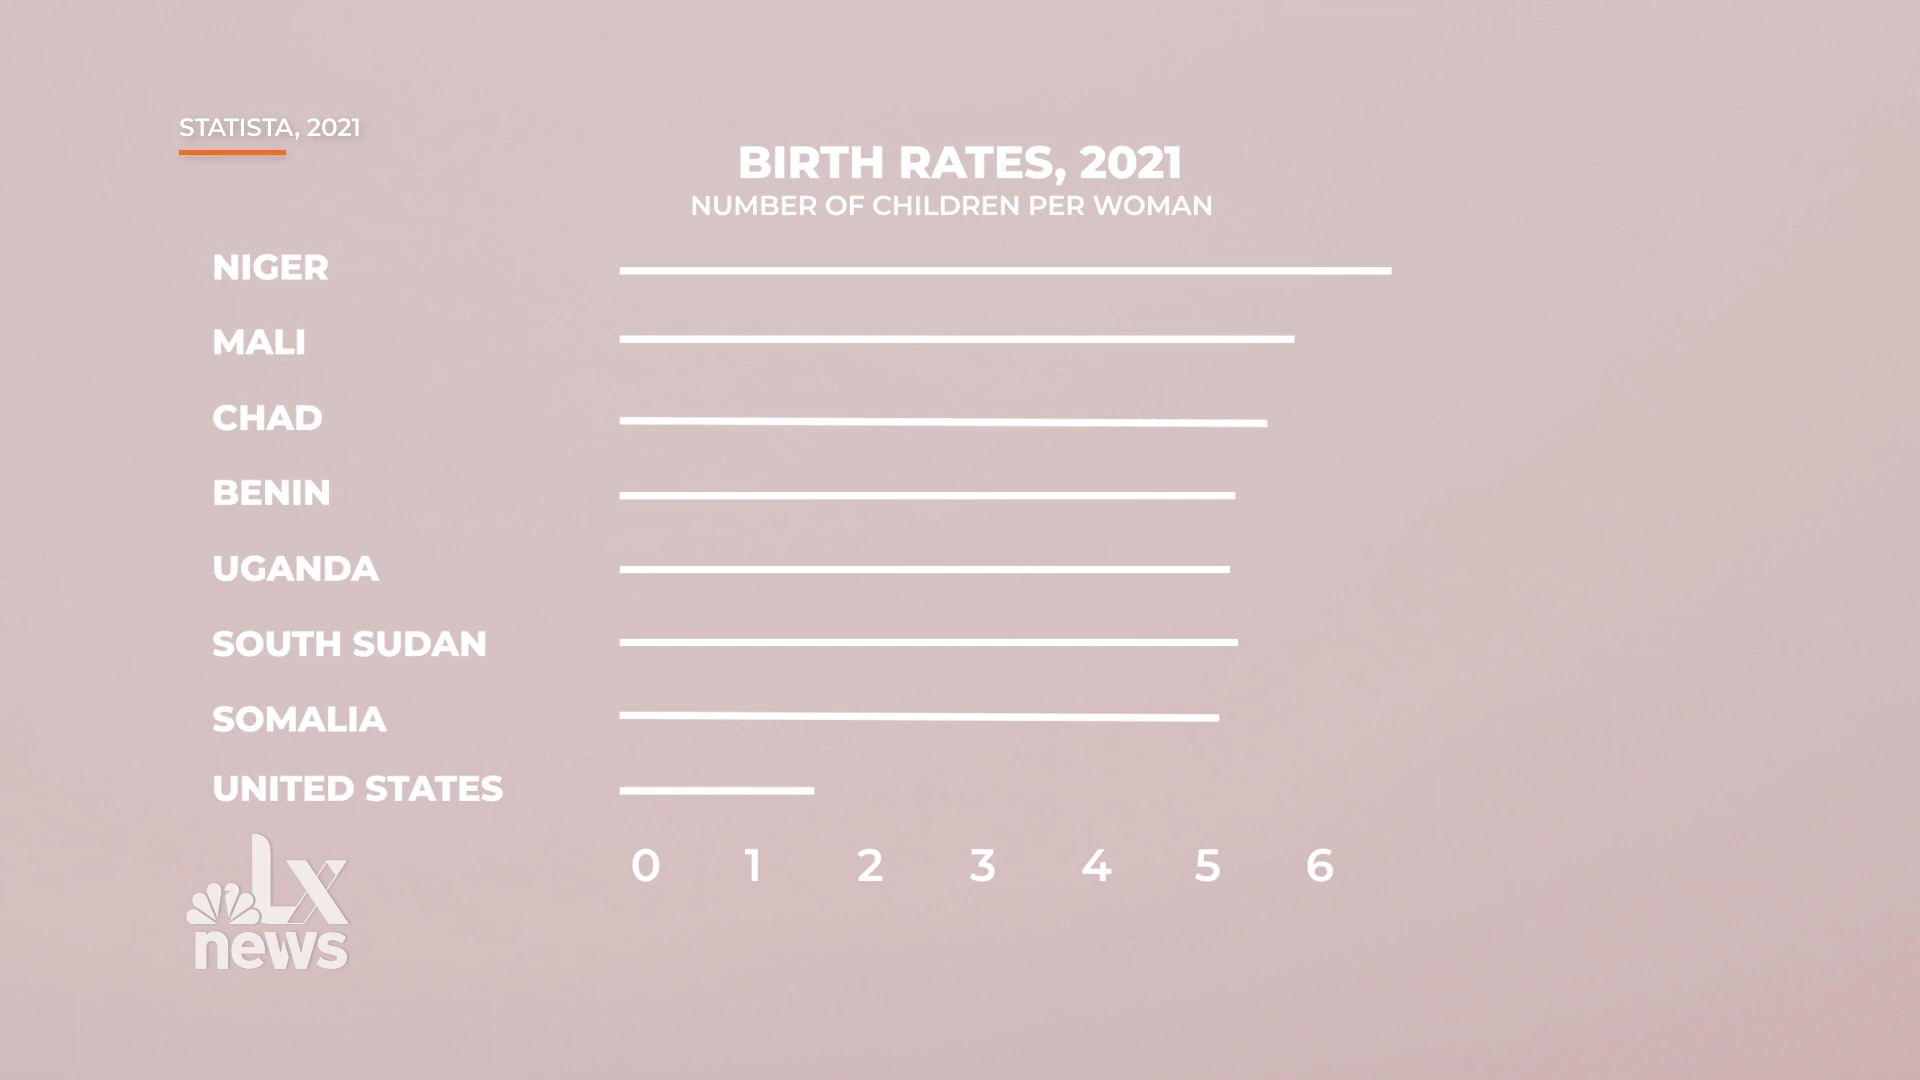 STATISTA, 2021
BIRTH RATES, 2021
NUMBER OF CHILDREN PER WOMAN
NIGER
MALI
CHAD
BENIN
UGANDA
SOUTH SUDAN
SOMALIA
UNITED STATES
0 1 2 3 4 5 6
LX
news